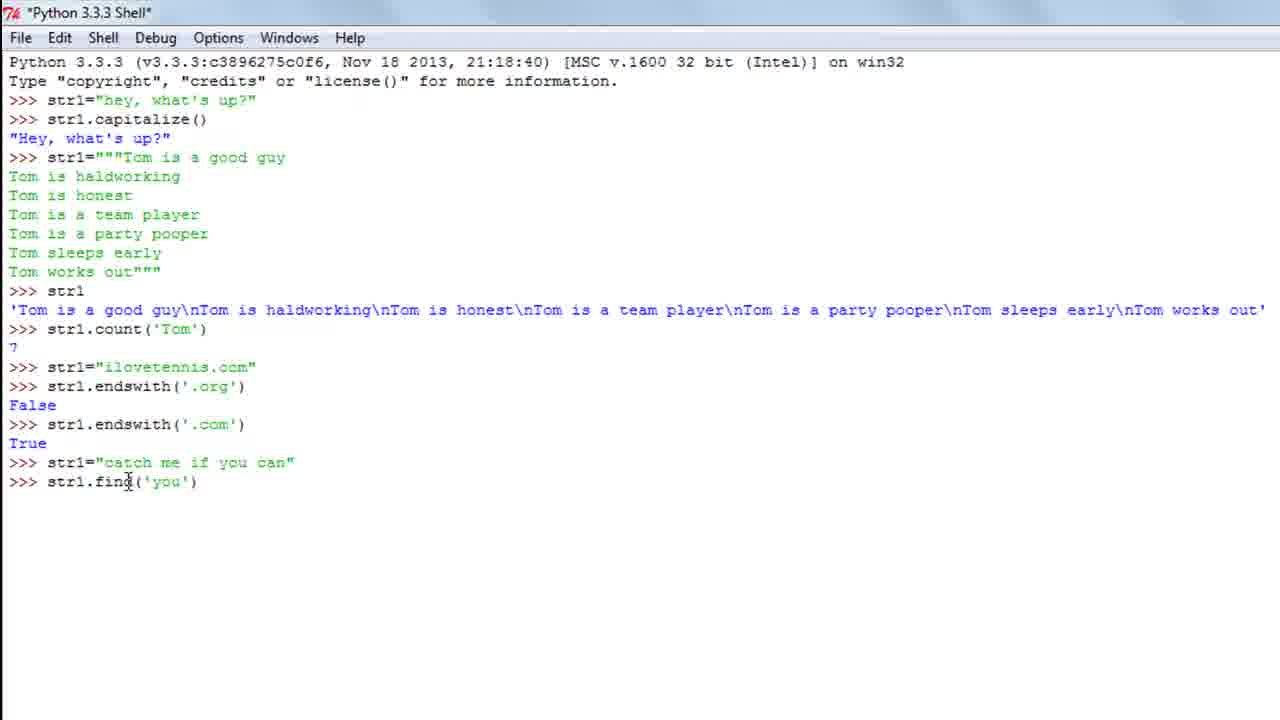 *Python 3.3.3 Shell*
File Edit Shell Debug Options Windows Help
Python 3.3.3 (v3.3.3:c3896275c0f6, Nov 18 2013, 21:18:40) [MSC v.1600 32 bit (Intel)] on win32
Type "copyright", "credits" or "license()" for more information.
>>> str1="hey, what's up?"
>>> str1.capitalize()
"Hey, what's up?"
>>> str1="""Tom is a good guy
Tom is haldworking
Tom is honest
Tom is a team player
Tom is a party pooper
Tom sleeps early
Tom works out"""
>>> str1
'Tom is a good guy\nTom is haldworking\nTom is honest\nTom is a team player\nTom is a party pooper\nTom sleeps early\nTom works out'
>>> str1.count('Tom')
7
>>> str1="ilovetennis.com"
>>> str1.endswith('.org')
False
>>> str1.endswith('.com')
True
>>> str1="catch me if you can"
>>> str1.find('you')